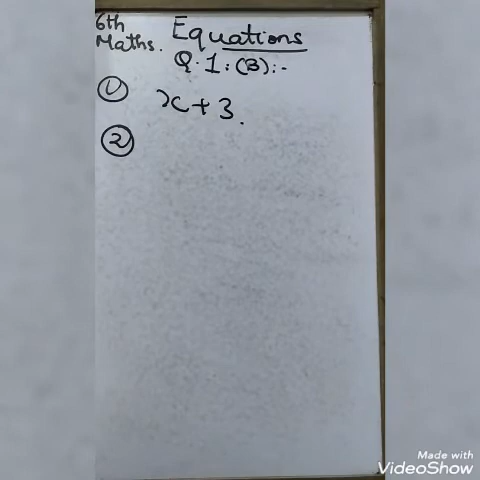 6th
Maths.
Equations
Q.1:(B):-
① x+3.
②
Made with
VideoShow